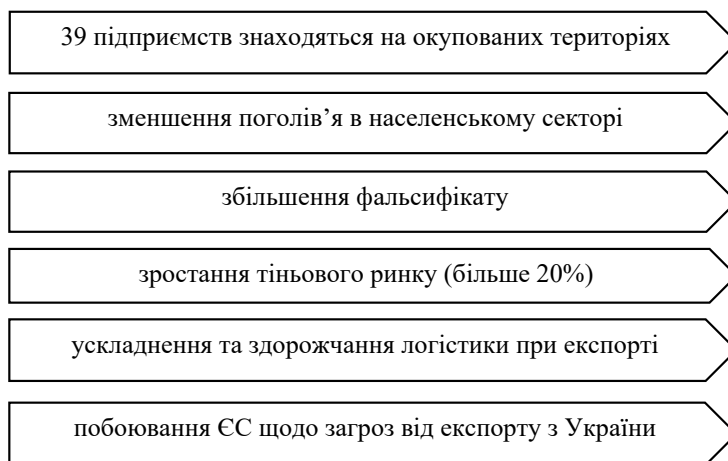 39 підприємств знаходяться на окупованих територіях
зменшення поголів’я в населенському секторі
збільшення фальсифікату
зростання тіньового ринку (більше 20%)
ускладнення та здорожчання логістики при експорті
побоювання ЄС щодо загроз від експорту з України